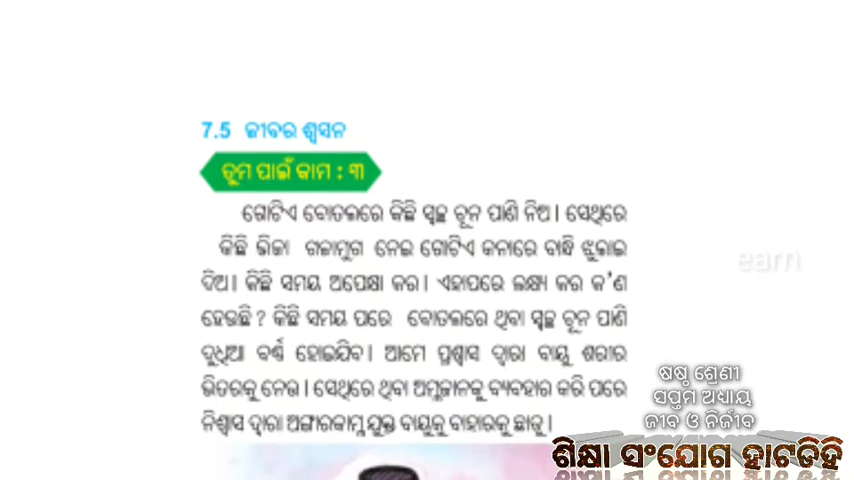 7.5 ଜୀବର ଶ୍ୱସନ
ତୁମ ପାଇଁ କାମ : ୩
ଗୋଟିଏ ବୋତଲରେ କିଛି ସ୍ୱଚ୍ଛ ଚୂନ ପାଣି ନିଅ। ସେଥିରେ
କିଛି ଭିଜା ଗଜାମୁଗ ନେଇ ଗୋଟିଏ କନାରେ ବାନ୍ଧି ଝୁଲାଇ
ଦିଅ। କିଛି ସମୟ ଅପେକ୍ଷା କର। ଏହାପରେ ଲକ୍ଷ୍ୟ କର କ'ଣ
ହେଉଛି ? କିଛି ସମୟ ପରେ ବୋତଲରେ ଥିବା ସ୍ୱଚ୍ଛ ଚୂନ ପାଣି
ଦୁଧିଆ ବର୍ଣ୍ଣ ହୋଇଯିବ। ଆମେ ପ୍ରଶ୍ୱାସ ଦ୍ୱାରା ବାୟୁ ଶରୀର
ଭିତରକୁ ନେଉ। ସେଥିରେ ଥିବା ଅମ୍ଳଜାନକୁ ବ୍ୟବହାର କରି ପରେ
ନିଶ୍ୱାସ ଦ୍ୱାରା ଅଙ୍ଗାରକାମ୍ଳ ଯୁକ୍ତ ବାୟୁକୁ ବାହାରକୁ ଛାଡୁ।
earn
ଷଷ୍ଠ ଶ୍ରେଣୀ
ସପ୍ତମ ଅଧ୍ୟାୟ
ଜୀବ ଓ ନିର୍ଜୀବ
ଶିକ୍ଷା ସଂଯୋଗ ହାଟଡିହି